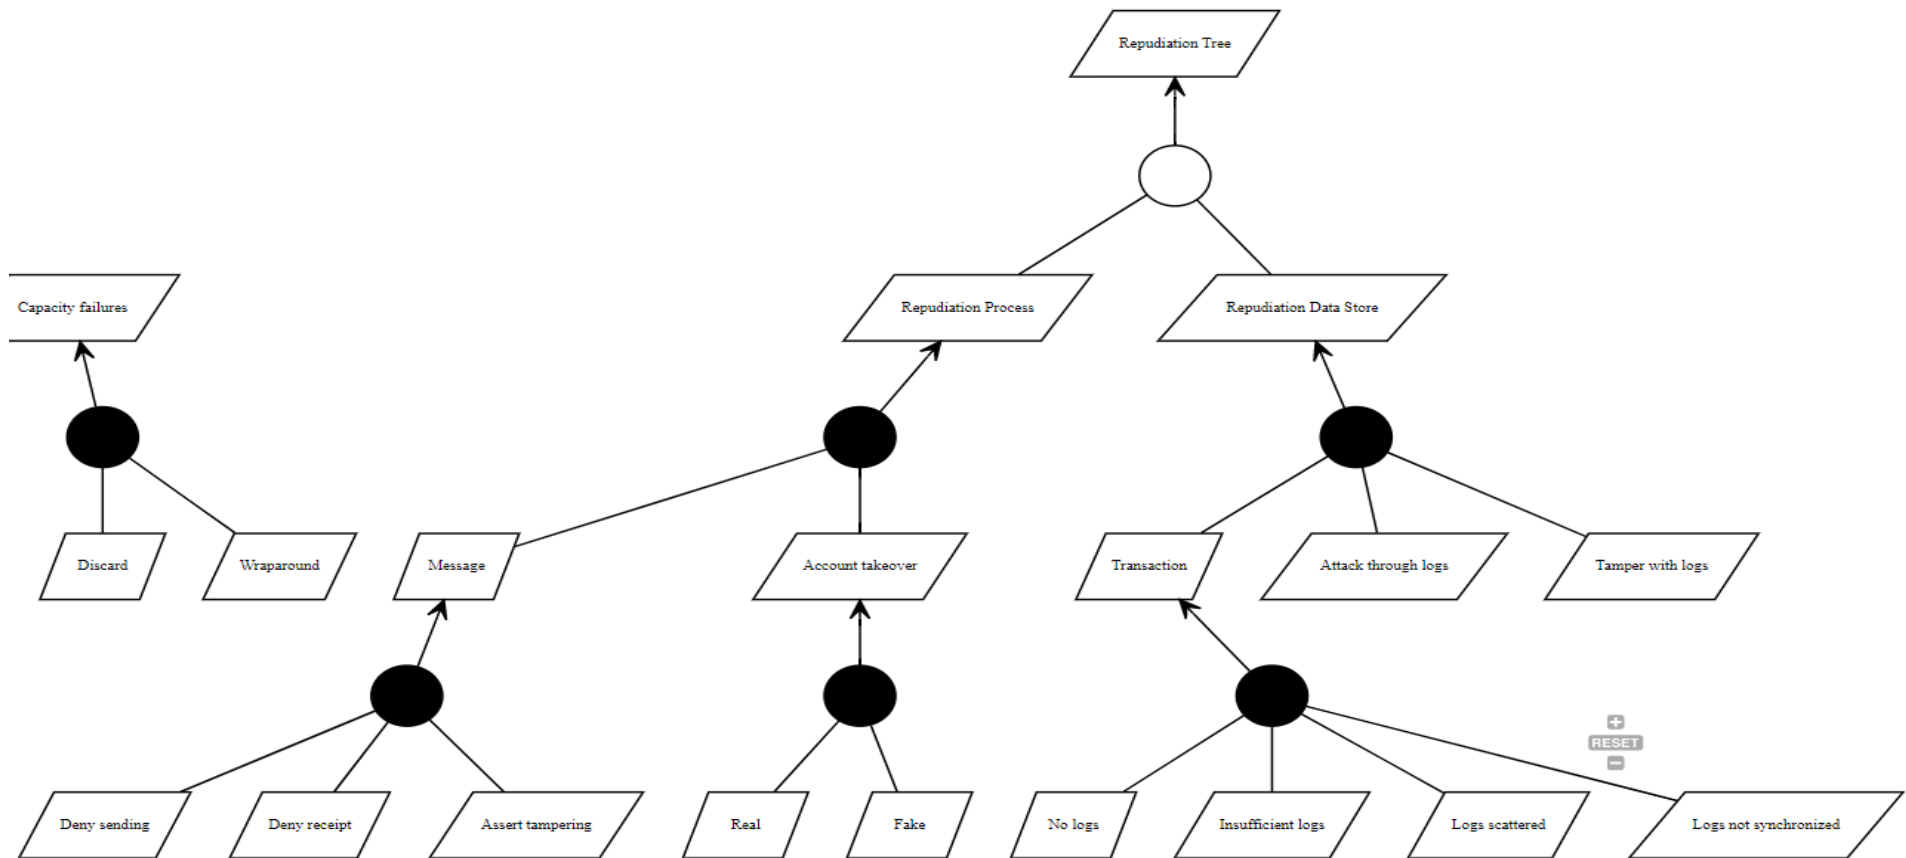 Repudiation Tree
Capacity failures
Repudiation Process
Repudiation Data Store
Discard
Wraparound
Message
Account takeover
Transaction
Attack through logs
Tamper with logs
RESET
Deny sending
Deny receipt
Assert tampering
Real
Fake
No logs
Insufficient logs
Logs scattered
Logs not synchronized